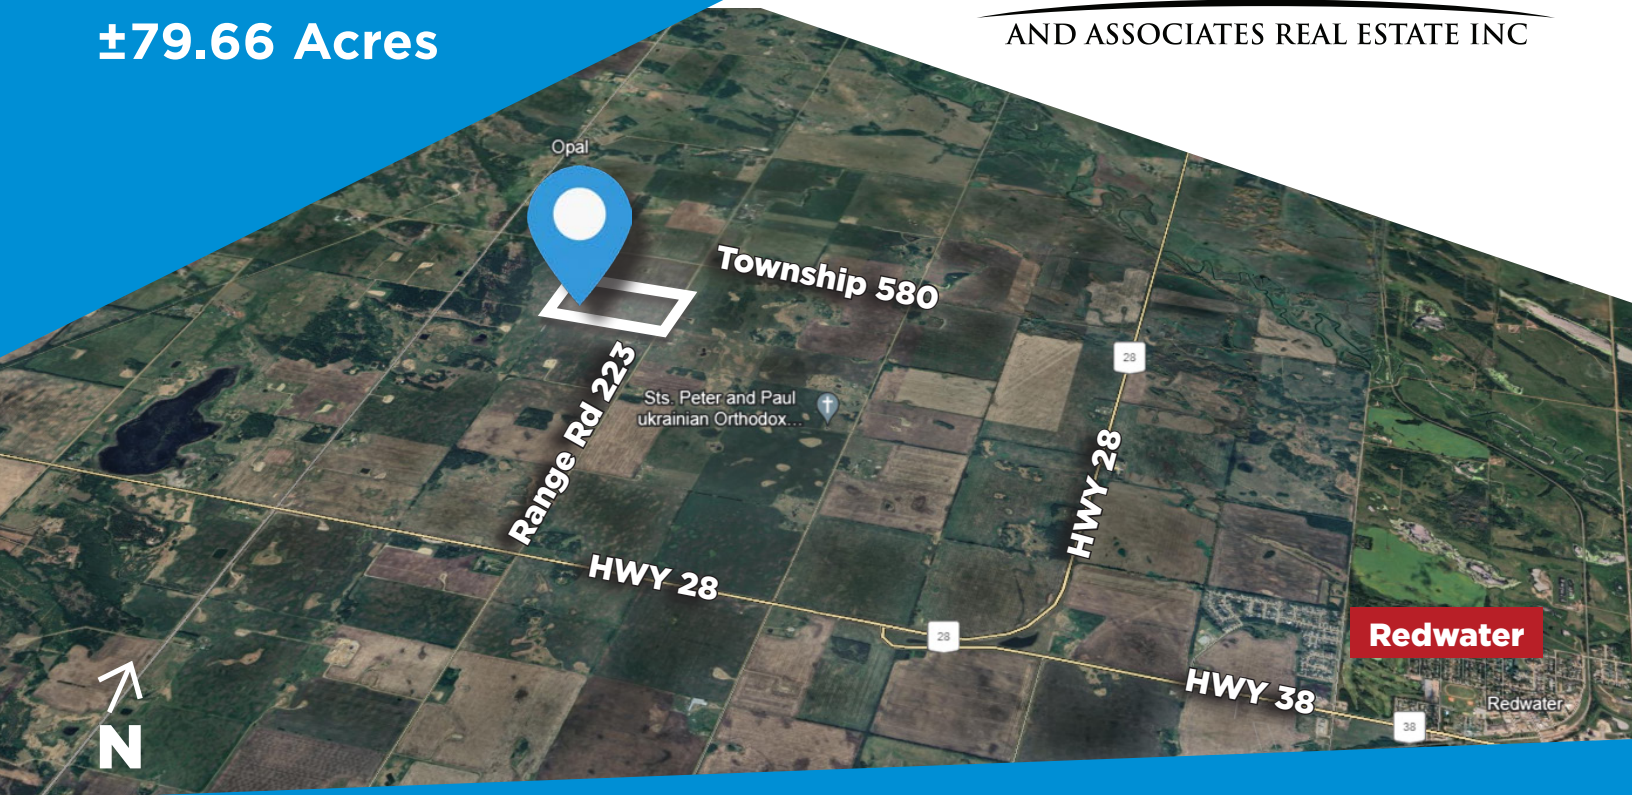 ±79.66 Acres
AND ASSOCIATES REAL ESTATE INC
Opal
Township 580
28
Range Rd 223
Sts. Peter and Paul
ukrainian Orthodox...
HWY 28
HWY 28
28
Redwater
HWY 38
Redwater
38
N